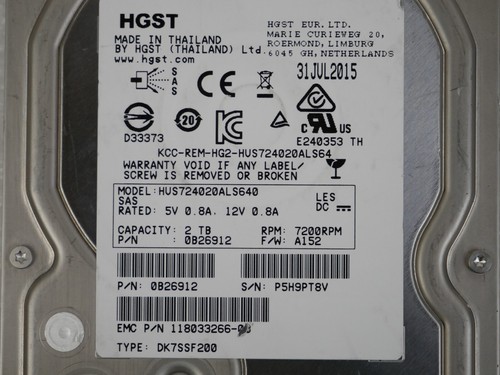 HGST
HGST EUR. LTD.
MARIE CURIEWEG 20,
ROERMOND, LIMBURG
6045 GH, NETHERLANDS
MADE IN THAILAND
BY HGST (THAILAND) Ltd.
www.hgst.com
31JUL2015
SAS
CE
D33373
20
c RU US
E240353 TH
KCC-REM-HG2-HUS724020ALS64
WARRANTY VOID IF ANY LABEL/
SCREW IS REMOVED OR BROKEN
MODEL: HUS724020ALS640
SAS
RATED: 5V 0.8A, 12V 0.8A
LES
DC
CAPACITY: 2 TB RPM: 7200RPM
P/N : 0B26912 F/W: A152
P/N: 0B26912 S/N: P5H9PT8V
EMC P/N 118033266-
TYPE: DK7SSF200